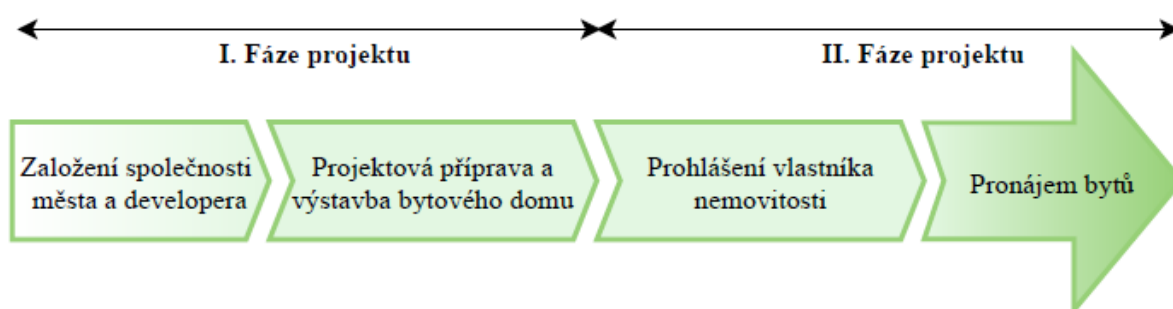 I. Fáze projektu
II. Fáze projektu
Založení společnosti
města a developera
Projektová příprava a
výstavba bytového domu
Prohlášení vlastníka
nemovitosti
Pronájem bytů